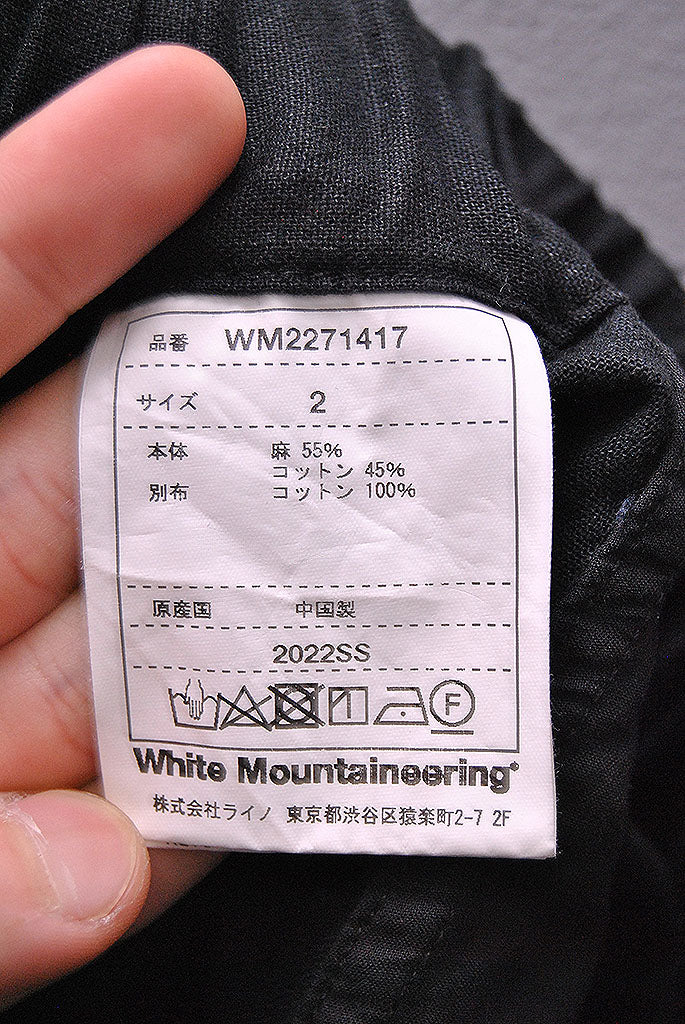 品番 WM2271417
サイズ 2
本体 麻 55%
コットン 45%
別布 コットン 100%
原産国 中国製
2022SS
F
White Mountaineering
株式会社ライノ 東京都渋谷区猿楽町2-7 2F